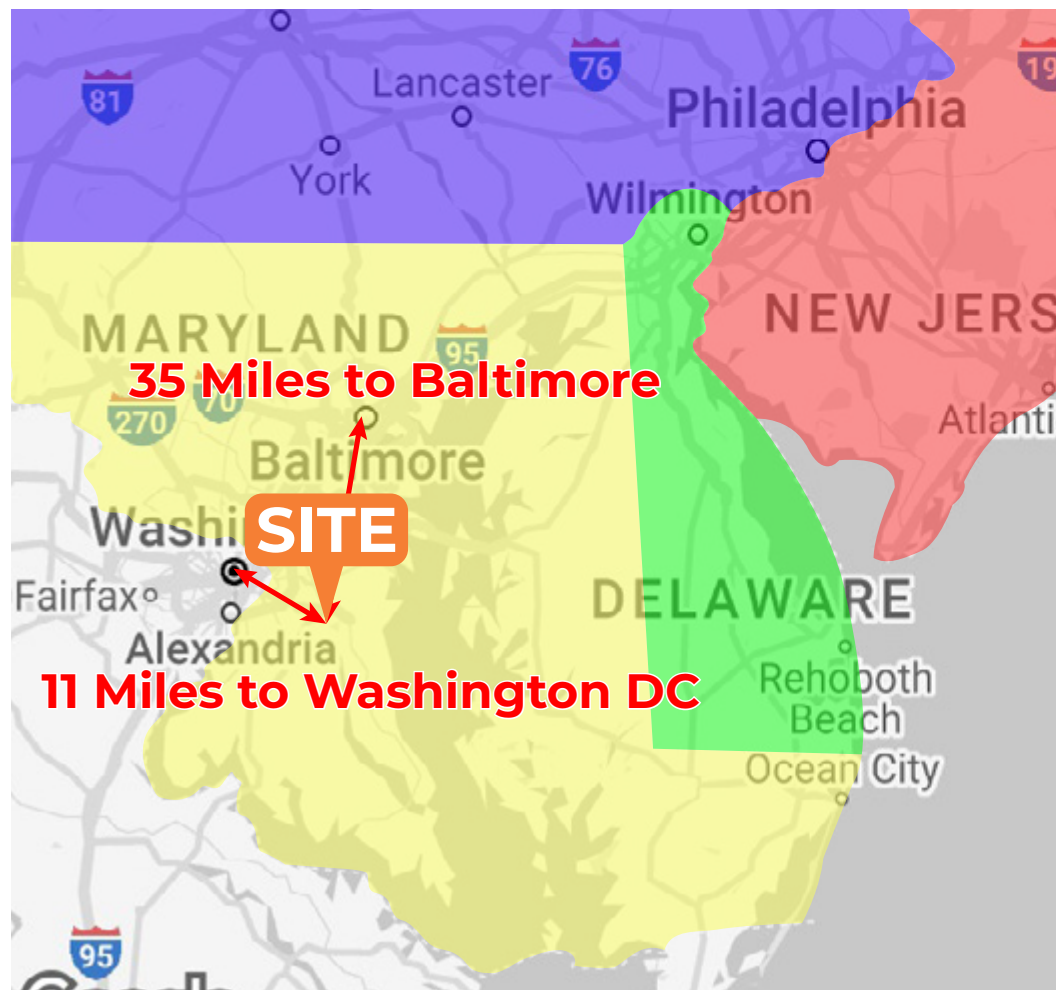 Lancaster
76
19
81
Philadelphia
York
Wilmington
NEW JERS
MARYLAND
95
35 Miles to Baltimore
70
270
Atlanti
Baltimore
Washi
SITE
Fairfax
DELAWARE
Alexandria
Rehoboth
Beach
11 Miles to Washington DC
Ocean City
95